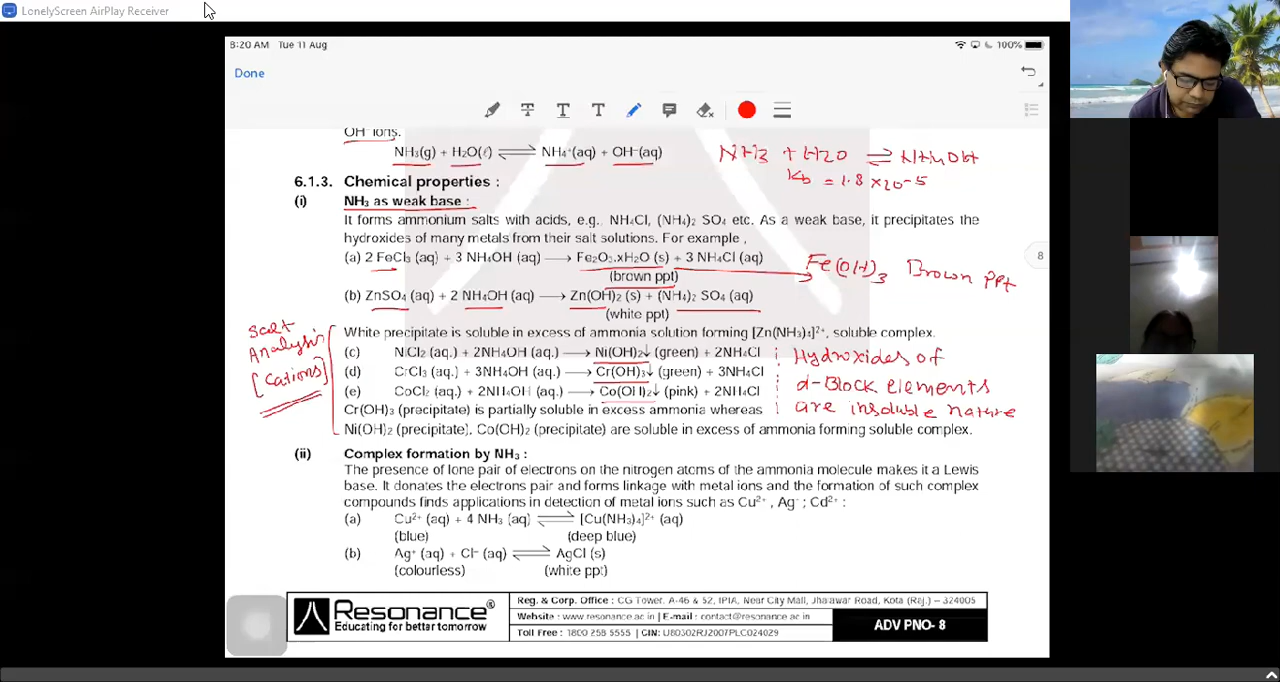 LonelyScreen AirPlay Receiver
8:20 AM Tue 11 Aug
100%
Done
OH⁻ ions.
NH₃(g) + H₂O(ℓ) ⇌ NH₄⁺(aq) + OH⁻(aq)
NH3 + H2O ⇌ NH4OH
Kb = 1.8 × 10-5
6.1.3. Chemical properties :
(i) NH₃ as weak base :
It forms ammonium salts with acids, e.g., NH₄Cl, (NH₄)₂ SO₄ etc. As a weak base, it precipitates the
hydroxides of many metals from their salt solutions. For example ,
(a) 2 FeCl₃ (aq) + 3 NH₄OH (aq) ⟶ Fe₂O₃.xH₂O (s) + 3 NH₄Cl (aq)
(brown ppt)
Fe(OH)3 Brown PPt
(b) ZnSO₄ (aq) + 2 NH₄OH (aq) ⟶ Zn(OH)₂ (s) + (NH₄)₂ SO₄ (aq)
(white ppt)
White precipitate is soluble in excess of ammonia solution forming [Zn(NH₃)₄]²⁺, soluble complex.
(c) NiCl₂ (aq.) + 2NH₄OH (aq.) ⟶ Ni(OH)₂↓ (green) + 2NH₄Cl
(d) CrCl₃ (aq.) + 3NH₄OH (aq.) ⟶ Cr(OH)₃↓ (green) + 3NH₄Cl
(e) CoCl₂ (aq.) + 2NH₄OH (aq.) ⟶ Co(OH)₂↓ (pink) + 2NH₄Cl
Cr(OH)₃ (precipitate) is partially soluble in excess ammonia whereas
Ni(OH)₂ (precipitate). Co(OH)₂ (precipitate) are soluble in excess of ammonia forming soluble complex.
Salt
Analysis
[Cations]
Hydroxides of
d-Block elements
are insoluble nature
(ii) Complex formation by NH₃ :
The presence of lone pair of electrons on the nitrogen atoms of the ammonia molecule makes it a Lewis
base. It donates the electrons pair and forms linkage with metal ions and the formation of such complex
compounds finds applications in detection of metal ions such as Cu²⁺ , Ag⁺ ; Cd²⁺ :
(a) Cu²⁺ (aq) + 4 NH₃ (aq) ⇌ [Cu(NH₃)₄]²⁺ (aq)
(blue) (deep blue)
(b) Ag⁺ (aq) + Cl⁻ (aq) ⇌ AgCl (s)
(colourless) (white ppt)
8
Resonance®
Educating for better tomorrow
Reg. & Corp. Office : CG Tower, A-46 & 52, IPIA, Near City Mall, Jhalawar Road, Kota (Raj.) – 324005
Website : www.resonance.ac.in | E-mail : contact@resonance.ac.in
Toll Free : 1800 258 5555 | CIN: U80302RJ2007PLC024029
ADV PNO- 8